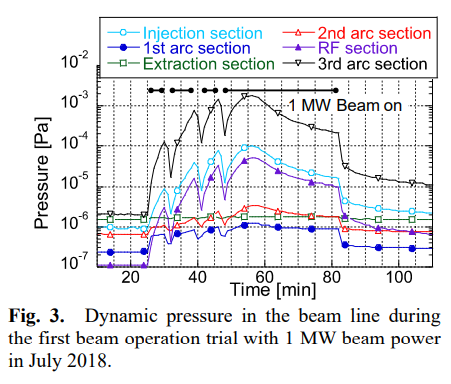 Injection section
2nd arc section
1st arc section
RF section
Extraction section
3rd arc section
10-2
10-3
1 MW Beam on
10-4
10-5
10-6
10-7
Pressure [Pa]
20 40 60 80 100
Time [min]
Fig. 3. Dynamic pressure in the beam line during
the first beam operation trial with 1 MW beam power
in July 2018.